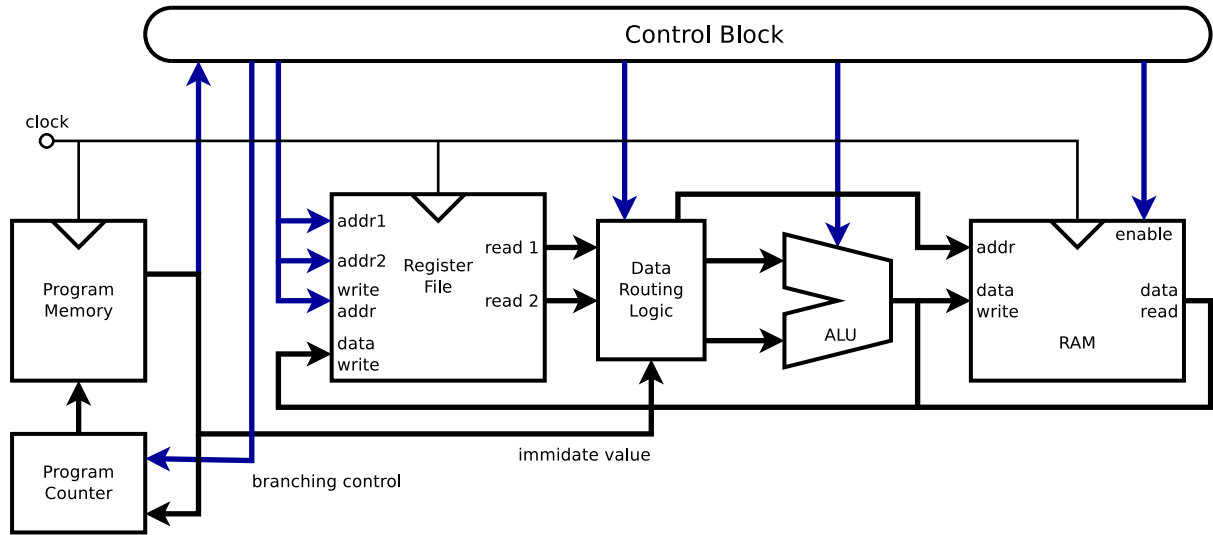 Control Block
clock
Program
Memory
addr1
addr2
write
addr
data
write
Register
File
read 1
read 2
Data
Routing
Logic
ALU
addr
data
write
enable
data
read
RAM
Program
Counter
branching control
immidate value